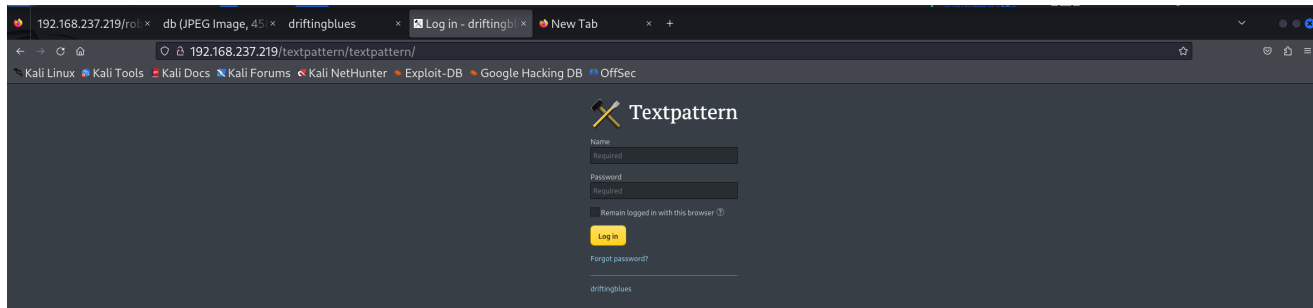 192.168.237.219/rob× db (JPEG Image, 45 × driftingblues × Log in - driftingbl × New Tab × +
192.168.237.219/textpattern/textpattern/
Kali Linux Kali Tools Kali Docs Kali Forums Kali NetHunter Exploit-DB Google Hacking DB OffSec
Textpattern
Name
Required
Password
Required
Remain logged in with this browser ?
Log in
Forgot password?
driftingblues